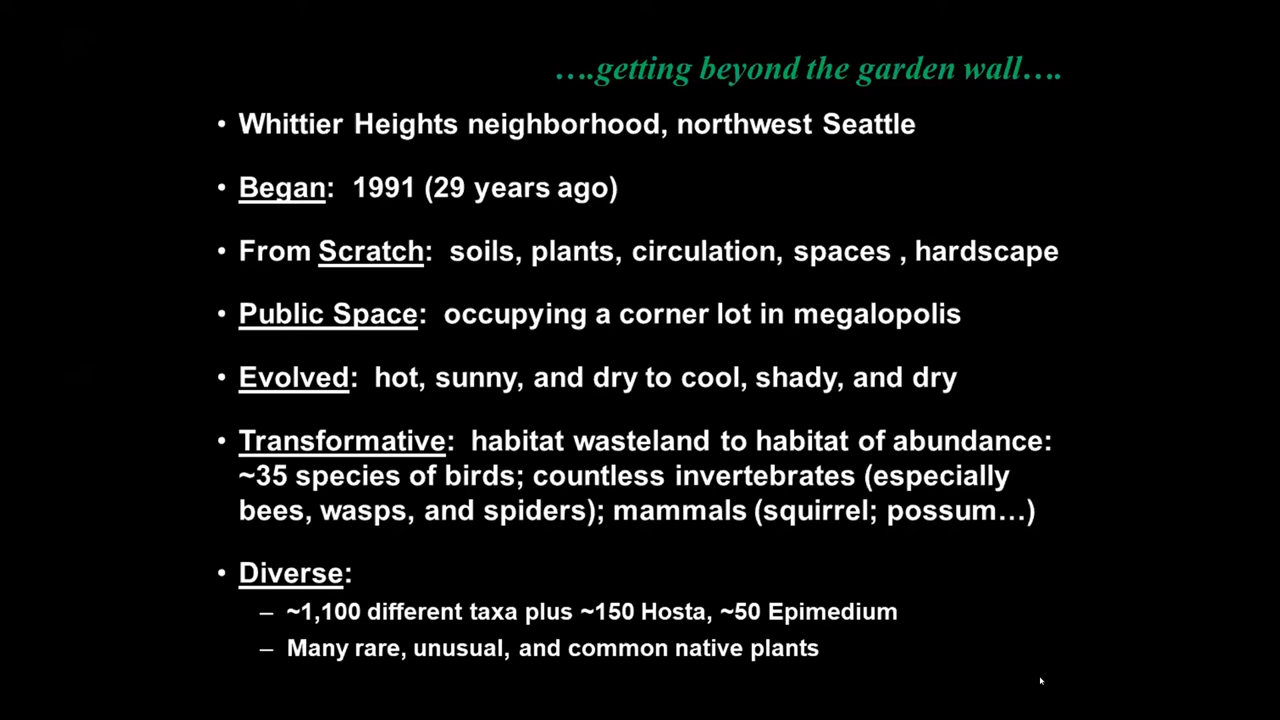 ….getting beyond the garden wall….
• Whittier Heights neighborhood, northwest Seattle
• Began: 1991 (29 years ago)
• From Scratch: soils, plants, circulation, spaces , hardscape
• Public Space: occupying a corner lot in megalopolis
• Evolved: hot, sunny, and dry to cool, shady, and dry
• Transformative: habitat wasteland to habitat of abundance:
~35 species of birds; countless invertebrates (especially
bees, wasps, and spiders); mammals (squirrel; possum…)
• Diverse:
– ~1,100 different taxa plus ~150 Hosta, ~50 Epimedium
– Many rare, unusual, and common native plants